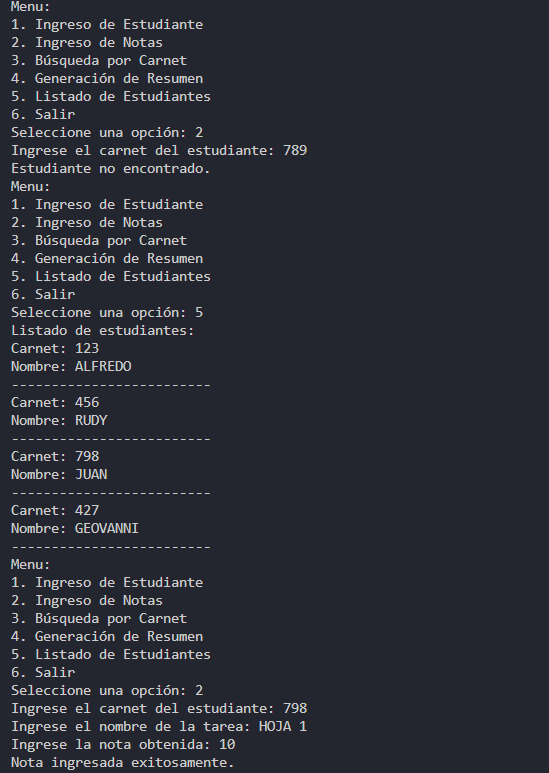 Menu:
1. Ingreso de Estudiante
2. Ingreso de Notas
3. Búsqueda por Carnet
4. Generación de Resumen
5. Listado de Estudiantes
6. Salir
Seleccione una opción: 2
Ingrese el carnet del estudiante: 789
Estudiante no encontrado.
Menu:
1. Ingreso de Estudiante
2. Ingreso de Notas
3. Búsqueda por Carnet
4. Generación de Resumen
5. Listado de Estudiantes
6. Salir
Seleccione una opción: 5
Listado de estudiantes:
Carnet: 123
Nombre: ALFREDO
-------------------------
Carnet: 456
Nombre: RUDY
-------------------------
Carnet: 798
Nombre: JUAN
-------------------------
Carnet: 427
Nombre: GEOVANNI
-------------------------
Menu:
1. Ingreso de Estudiante
2. Ingreso de Notas
3. Búsqueda por Carnet
4. Generación de Resumen
5. Listado de Estudiantes
6. Salir
Seleccione una opción: 2
Ingrese el carnet del estudiante: 798
Ingrese el nombre de la tarea: HOJA 1
Ingrese la nota obtenida: 10
Nota ingresada exitosamente.